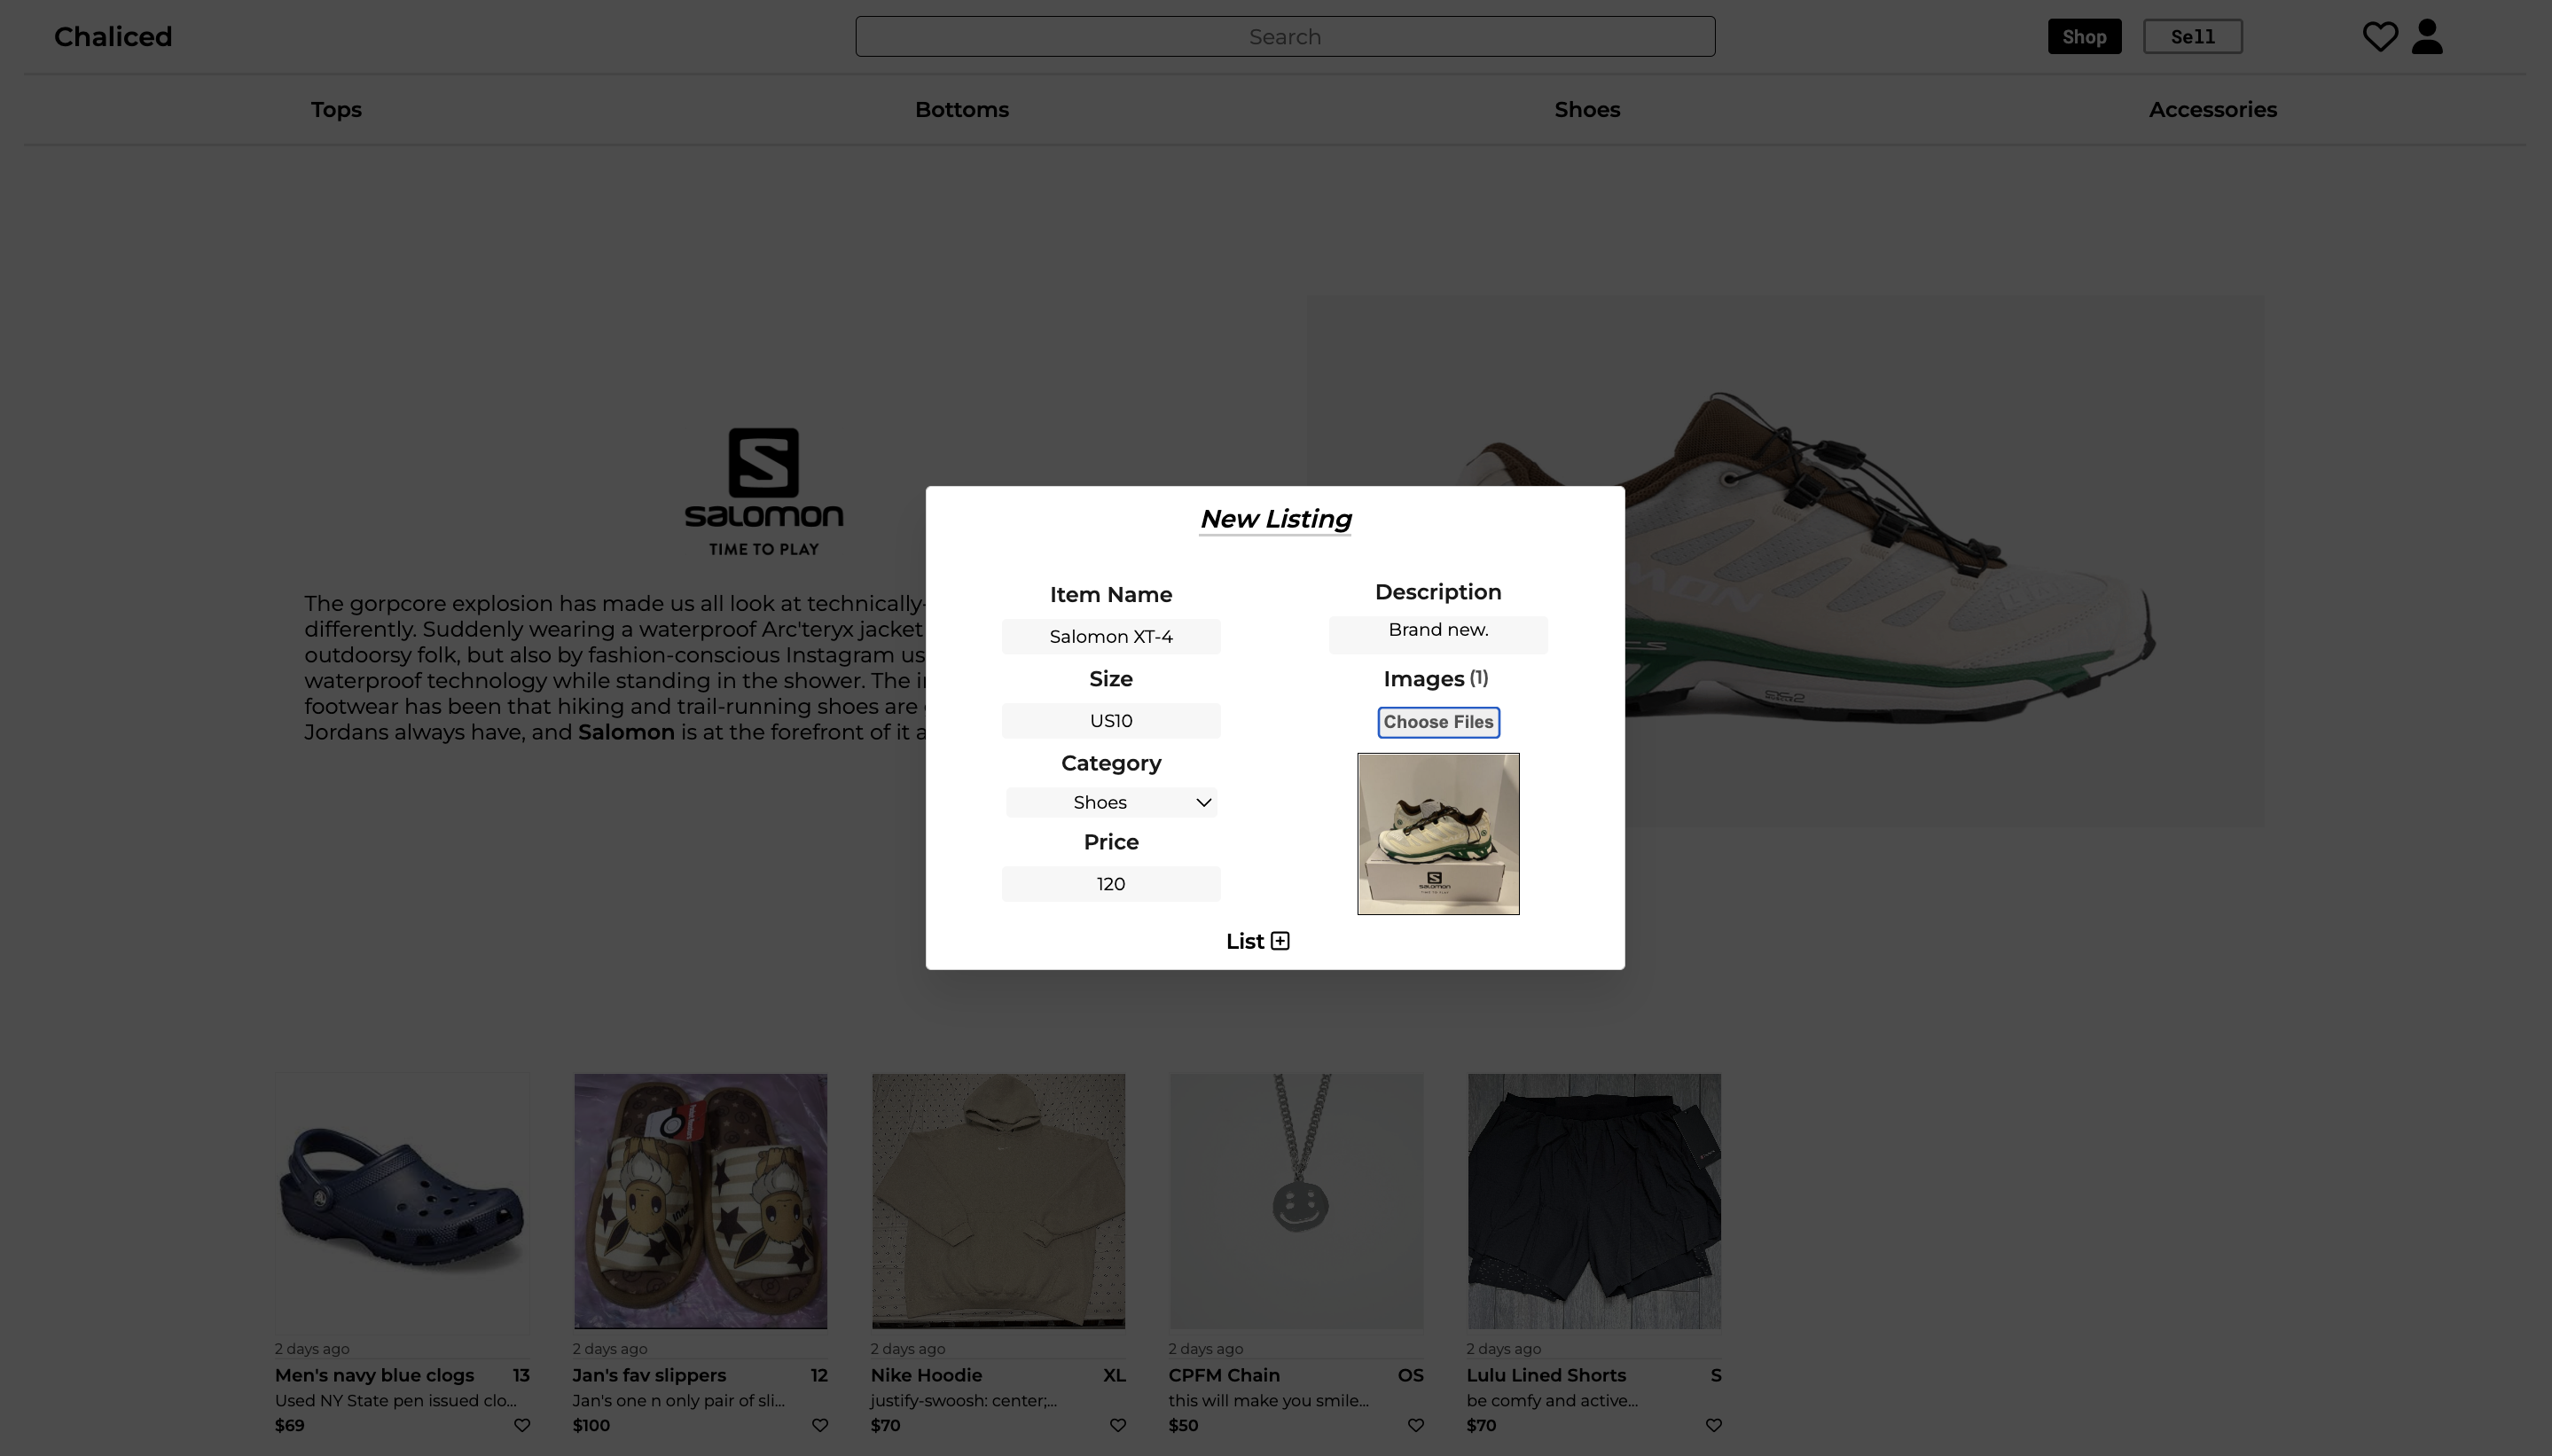 Chaliced
Search
Shop
Sell
Tops
Bottoms
Shoes
Accessories
SALOMON
TIME TO PLAY
The gorpcore explosion has made us all look at technically-
differently. Suddenly wearing a waterproof Arc'teryx jacket
outdoorsy folk, but also by fashion-conscious Instagram us
waterproof technology while standing in the shower. The i
footwear has been that hiking and trail-running shoes are
Jordans always have, and Salomon is at the forefront of it a
New Listing
Item Name
Salomon XT-4
Size
US10
Category
Shoes
Price
120
Description
Brand new.
Images (1)
Choose Files
SALOMON
TIME TO PLAY
List
2 days ago
Men's navy blue clogs 13
Used NY State pen issued clo...
$69
2 days ago
Jan's fav slippers 12
Jan's one n only pair of sli...
$100
2 days ago
Nike Hoodie XL
justify-swoosh: center;...
$70
2 days ago
CPFM Chain OS
this will make you smile...
$50
2 days ago
Lulu Lined Shorts S
be comfy and active...
$70